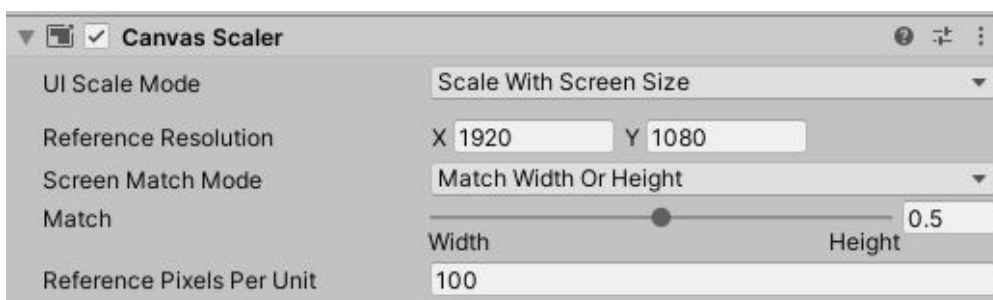 Canvas Scaler
UI Scale Mode Scale With Screen Size
Reference Resolution X 1920 Y 1080
Screen Match Mode Match Width Or Height
Match 0.5
Width Height
Reference Pixels Per Unit 100